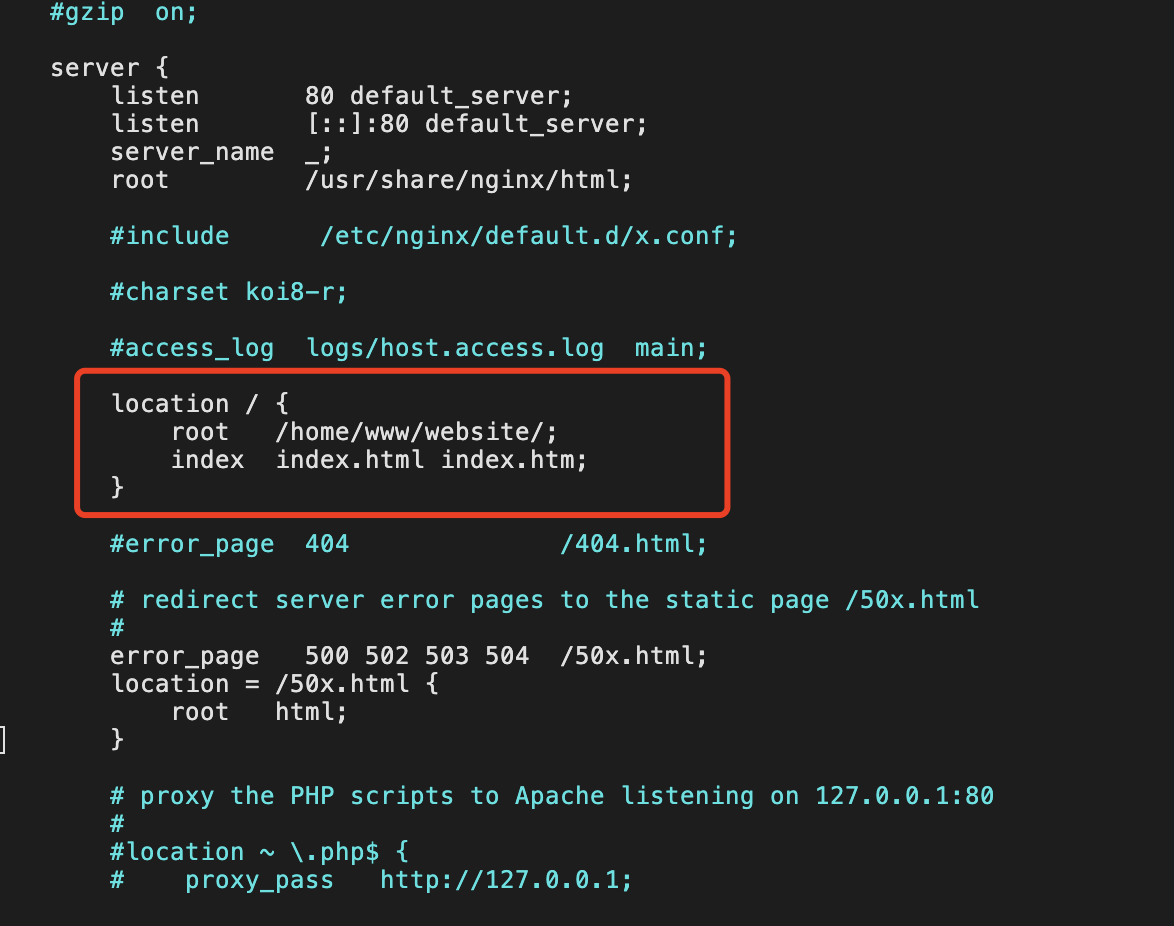 #gzip  on;
server {
listen       80 default_server;
listen       [::]:80 default_server;
server_name  _;
root         /usr/share/nginx/html;
#include      /etc/nginx/default.d/x.conf;
#charset koi8-r;
#access_log  logs/host.access.log  main;
location / {
root   /home/www/website/;
index  index.html index.htm;
}
#error_page  404              /404.html;
# redirect server error pages to the static page /50x.html
#
error_page   500 502 503 504  /50x.html;
location = /50x.html {
root   html;
}
# proxy the PHP scripts to Apache listening on 127.0.0.1:80
#
#location ~ \.php$ {
#    proxy_pass   http://127.0.0.1;